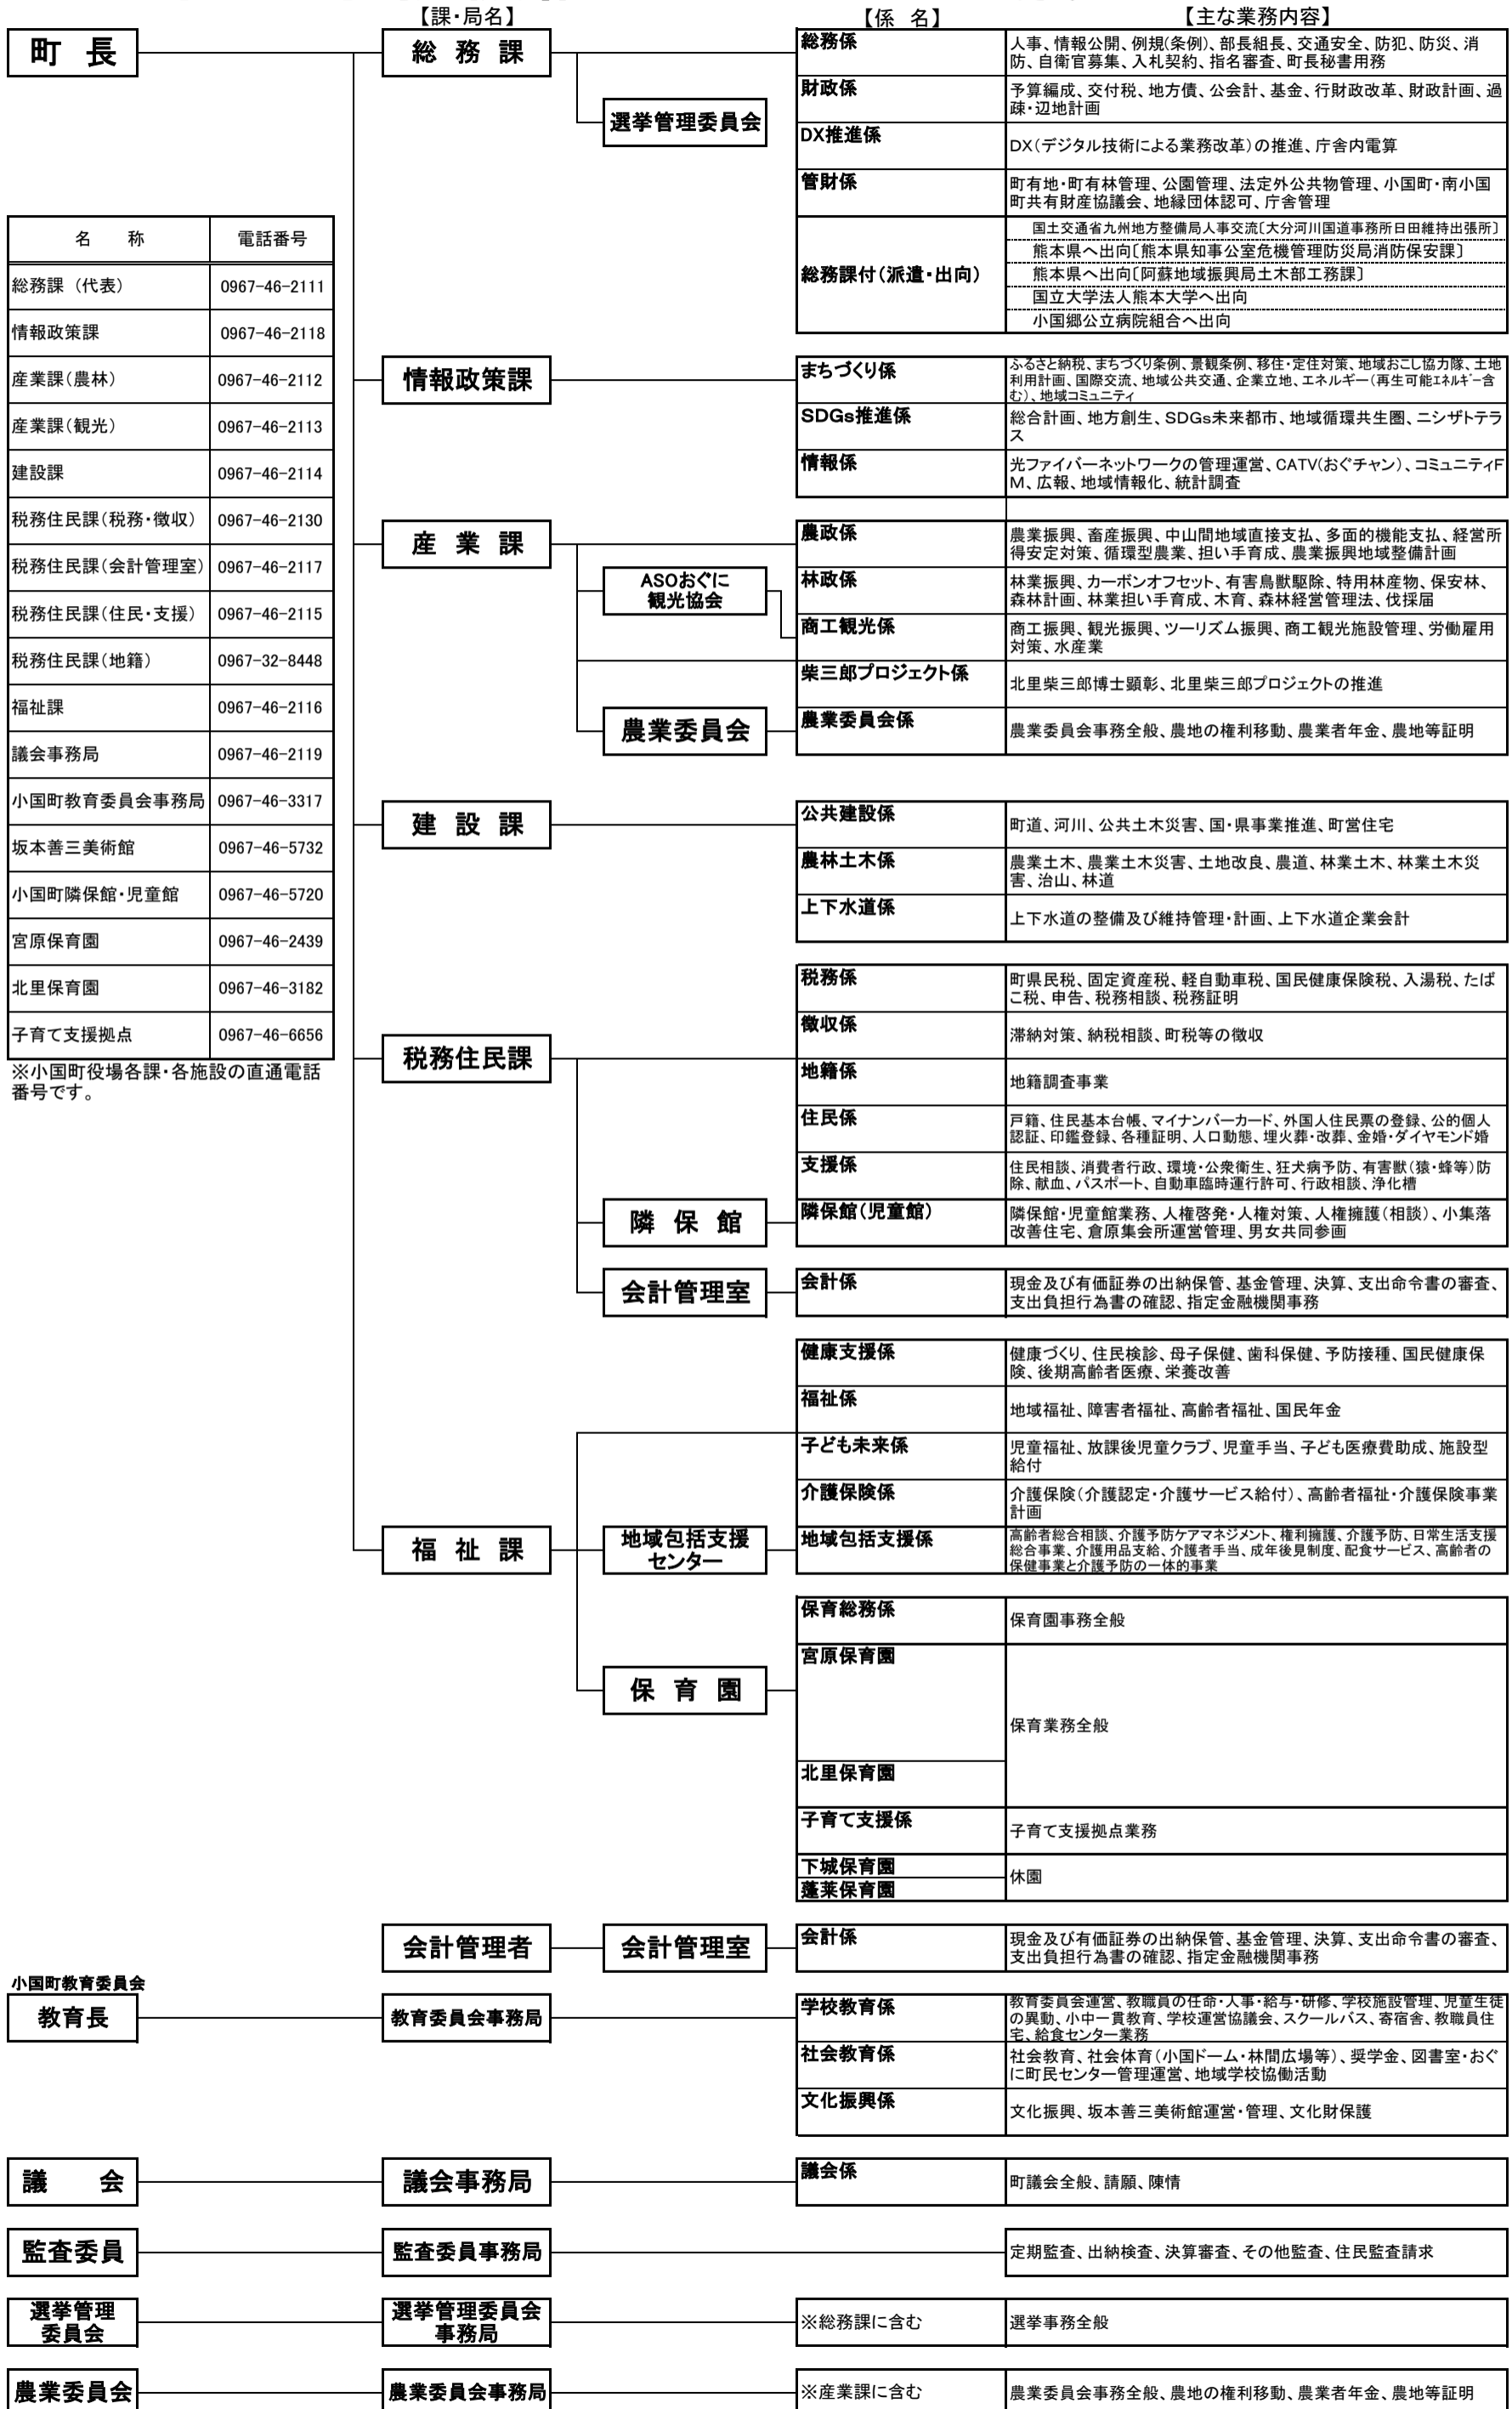 【課・局名】
【係　名】
【主な業務内容】
町　長
総　務　課
選挙管理委員会
総務係
人事、情報公開、例規(条例)、部長組長、交通安全、防犯、防災、消
防、自衛官募集、入札契約、指名審査、町長秘書用務
財政係
予算編成、交付税、地方債、公会計、基金、行財政改革、財政計画、過
疎・辺地計画
DX推進係
DX(デジタル技術による業務改革)の推進、庁舎内電算
管財係
町有地・町有林管理、公園管理、法定外公共物管理、小国町・南小国
町共有財産協議会、地縁団体認可、庁舎管理
総務課付(派遣・出向)
国土交通省九州地方整備局人事交流〔大分河川国道事務所日田維持出張所〕
熊本県へ出向〔熊本県知事公室危機管理防災局消防保安課〕
熊本県へ出向〔阿蘇地域振興局土木部工務課〕
国立大学法人熊本大学へ出向
小国郷公立病院組合へ出向
名　　称　電話番号
総務課 (代表)　0967-46-2111
情報政策課　0967-46-2118
産業課(農林)　0967-46-2112
産業課(観光)　0967-46-2113
建設課　0967-46-2114
税務住民課(税務・徴収)　0967-46-2130
税務住民課(会計管理室)　0967-46-2117
税務住民課(住民・支援)　0967-46-2115
税務住民課(地籍)　0967-32-8448
福祉課　0967-46-2116
議会事務局　0967-46-2119
小国町教育委員会事務局　0967-46-3317
坂本善三美術館　0967-46-5732
小国町隣保館・児童館　0967-46-5720
宮原保育園　0967-46-2439
北里保育園　0967-46-3182
子育て支援拠点　0967-46-6656
※小国町役場各課・各施設の直通電話
番号です。
情報政策課
まちづくり係
ふるさと納税、まちづくり条例、景観条例、移住・定住対策、地域おこし協力隊、土地
利用計画、国際交流、地域公共交通、企業立地、エネルギー(再生可能ｴﾈﾙｷﾞｰ含
む)、地域コミュニティ
SDGs推進係
総合計画、地方創生、SDGs未来都市、地域循環共生圏、ニシザトテラ
ス
情報係
光ファイバーネットワークの管理運営、CATV(おぐチャン)、コミュニティF
M、広報、地域情報化、統計調査
産　業　課
ASOおぐに
観光協会
農業委員会
農政係
農業振興、畜産振興、中山間地域直接支払、多面的機能支払、経営所
得安定対策、循環型農業、担い手育成、農業振興地域整備計画
林政係
林業振興、カーボンオフセット、有害鳥獣駆除、特用林産物、保安林、
森林計画、林業担い手育成、木育、森林経営管理法、伐採届
商工観光係
商工振興、観光振興、ツーリズム振興、商工観光施設管理、労働雇用
対策、水産業
柴三郎プロジェクト係
北里柴三郎博士顕彰、北里柴三郎プロジェクトの推進
農業委員会係
農業委員会事務全般、農地の権利移動、農業者年金、農地等証明
建　設　課
公共建設係
町道、河川、公共土木災害、国・県事業推進、町営住宅
農林土木係
農業土木、農業土木災害、土地改良、農道、林業土木、林業土木災
害、治山、林道
上下水道係
上下水道の整備及び維持管理・計画、上下水道企業会計
税務住民課
隣　保　館
会計管理室
税務係
町県民税、固定資産税、軽自動車税、国民健康保険税、入湯税、たば
こ税、申告、税務相談、税務証明
徴収係
滞納対策、納税相談、町税等の徴収
地籍係
地籍調査事業
住民係
戸籍、住民基本台帳、マイナンバーカード、外国人住民票の登録、公的個人
認証、印鑑登録、各種証明、人口動態、埋火葬・改葬、金婚・ダイヤモンド婚
支援係
住民相談、消費者行政、環境・公衆衛生、狂犬病予防、有害獣(猿・蜂等)防
除、献血、パスポート、自動車臨時運行許可、行政相談、浄化槽
隣保館(児童館)
隣保館・児童館業務、人権啓発・人権対策、人権擁護(相談)、小集落
改善住宅、倉原集会所運営管理、男女共同参画
会計係
現金及び有価証券の出納保管、基金管理、決算、支出命令書の審査、
支出負担行為書の確認、指定金融機関事務
福　祉　課
地域包括支援
センター
保　育　園
健康支援係
健康づくり、住民検診、母子保健、歯科保健、予防接種、国民健康保
険、後期高齢者医療、栄養改善
福祉係
地域福祉、障害者福祉、高齢者福祉、国民年金
子ども未来係
児童福祉、放課後児童クラブ、児童手当、子ども医療費助成、施設型
給付
介護保険係
介護保険(介護認定・介護サービス給付)、高齢者福祉・介護保険事業
計画
地域包括支援係
高齢者総合相談、介護予防ケアマネジメント、権利擁護、介護予防、日常生活支援
総合事業、介護用品支給、介護者手当、成年後見制度、配食サービス、高齢者の
保健事業と介護予防の一体的事業
保育総務係
保育園事務全般
宮原保育園
保育業務全般
北里保育園
子育て支援係
子育て支援拠点業務
下城保育園
蓬莱保育園
休園
会計管理者
会計管理室
会計係
現金及び有価証券の出納保管、基金管理、決算、支出命令書の審査、
支出負担行為書の確認、指定金融機関事務
小国町教育委員会
教育長
教育委員会事務局
学校教育係
教育委員会運営、教職員の任命・人事・給与・研修、学校施設管理、児童生徒
の異動、小中一貫教育、学校運営協議会、スクールバス、寄宿舎、教職員住
宅、給食センター業務
社会教育係
社会教育、社会体育(小国ドーム・林間広場等)、奨学金、図書室・おぐ
に町民センター管理運営、地域学校協働活動
文化振興係
文化振興、坂本善三美術館運営・管理、文化財保護
議　　会
議会事務局
議会係
町議会全般、請願、陳情
監査委員
監査委員事務局
定期監査、出納検査、決算審査、その他監査、住民監査請求
選挙管理
委員会
選挙管理委員会
事務局
※総務課に含む
選挙事務全般
農業委員会
農業委員会事務局
※産業課に含む
農業委員会事務全般、農地の権利移動、農業者年金、農地等証明